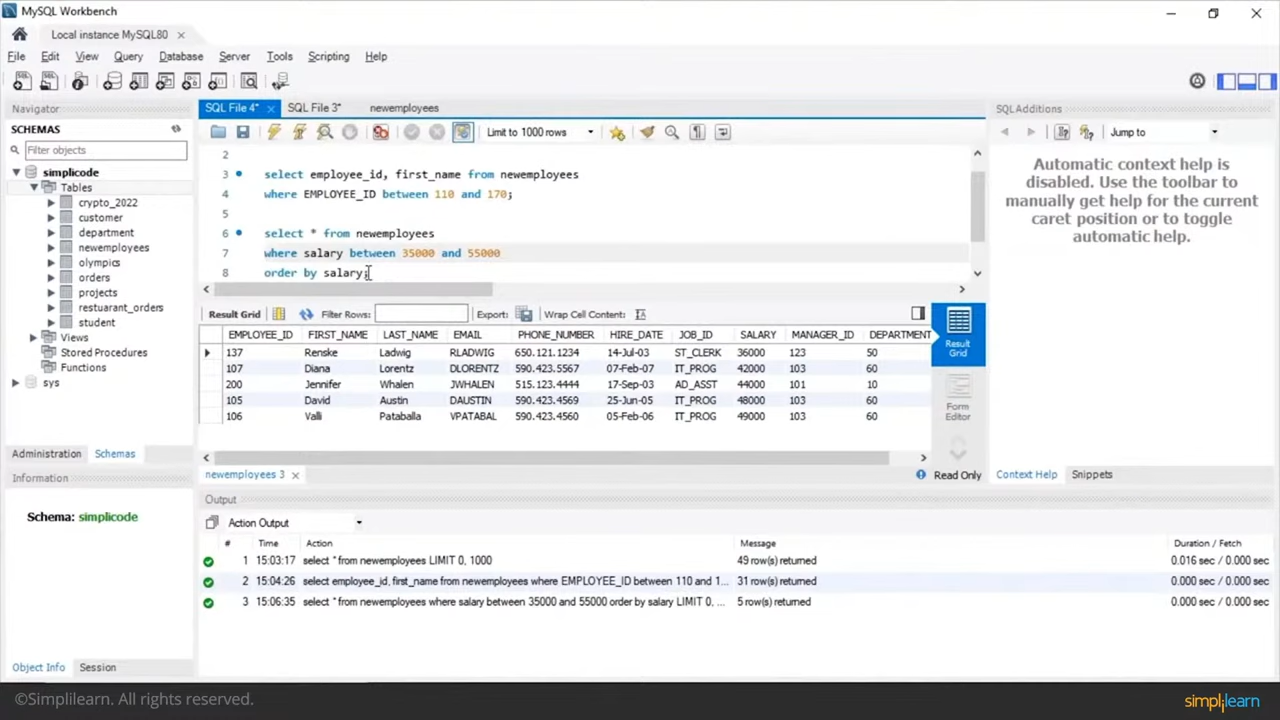 MySQL Workbench
Local instance MySQL80
File Edit View Query Database Server Tools Scripting Help
Navigator
SCHEMAS
Filter objects
simplicode
Tables
crypto_2022
customer
department
newemployees
olympics
orders
projects
restuarant_orders
student
Views
Stored Procedures
Functions
sys
Administration Schemas
Information
Schema: simplicode
Object Info Session
SQL File 4* SQL File 3* newemployees
Limit to 1000 rows
2
3 select employee_id, first_name from newemployees
4 where EMPLOYEE_ID between 110 and 170;
5
6 select * from newemployees
7 where salary between 35000 and 55000
8 order by salary;
Result Grid Filter Rows: Export: Wrap Cell Content:
EMPLOYEE_ID FIRST_NAME LAST_NAME EMAIL PHONE_NUMBER HIRE_DATE JOB_ID SALARY MANAGER_ID DEPARTMENT
137 Renske Ladwig RLADWIG 650.121.1234 14-Jul-03 ST_CLERK 36000 123 50
107 Diana Lorentz DLORENTZ 590.423.5567 07-Feb-07 IT_PROG 42000 103 60
200 Jennifer Whalen JWHALEN 515.123.4444 17-Sep-03 AD_ASST 44000 101 10
105 David Austin DAUSTIN 590.423.4569 25-Jun-05 IT_PROG 48000 103 60
106 Valli Pataballa VPATABAL 590.423.4560 05-Feb-06 IT_PROG 49000 103 60
Result
Grid
Form
Editor
newemployees 3
Read Only
SQL Additions
Jump to
Automatic context help is
disabled. Use the toolbar to
manually get help for the current
caret position or to toggle
automatic help.
Context Help Snippets
Output
Action Output
# Time Action Message Duration / Fetch
1 15:03:17 select * from newemployees LIMIT 0, 1000 49 row(s) returned 0.016 sec / 0.000 sec
2 15:04:26 select employee_id, first_name from newemployees where EMPLOYEE_ID between 110 and 1... 31 row(s) returned 0.000 sec / 0.000 sec
3 15:06:35 select * from newemployees where salary between 35000 and 55000 order by salary LIMIT 0, ... 5 row(s) returned 0.000 sec / 0.000 sec
©Simplilearn. All rights reserved.
simplilearn